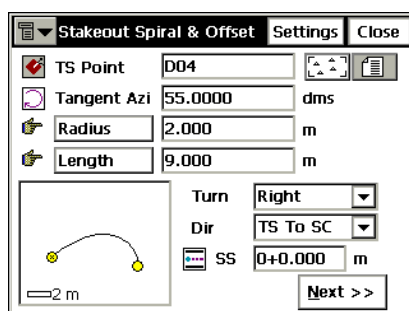 Stakeout Spiral & Offset Settings Close
TS Point D04
Tangent Azi 55.0000 dms
Radius 2.000 m
Length 9.000 m
Turn Right
Dir TS To SC
SS 0+0.000 m
2 m
Next >>